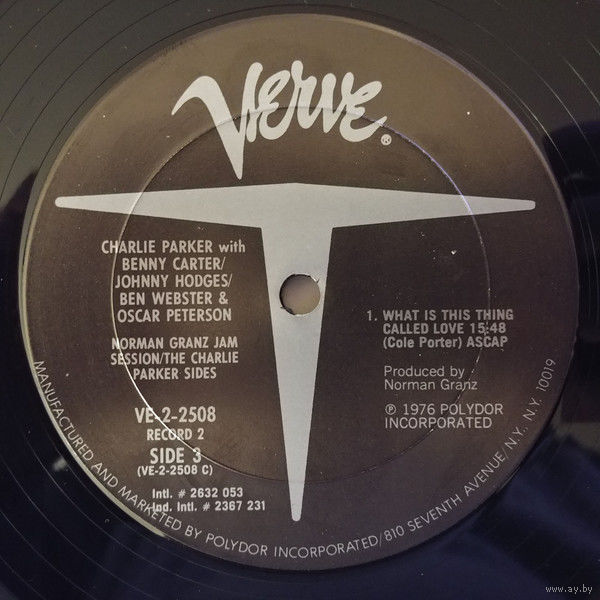 Verve®
CHARLIE PARKER with
BENNY CARTER/
JOHNNY HODGES/
BEN WEBSTER &
OSCAR PETERSON
NORMAN GRANZ JAM
SESSION/THE CHARLIE
PARKER SIDES
VE-2-2508
RECORD 2
SIDE 3
(VE-2-2508 C)
Intl. # 2632 053
Ind. Intl. # 2367 231
1. WHAT IS THIS THING
CALLED LOVE 15:48
(Cole Porter) ASCAP
Produced by
Norman Granz
℗ 1976 POLYDOR
INCORPORATED
MANUFACTURED AND MARKETED BY POLYDOR INCORPORATED/810 SEVENTH AVENUE/N.Y. N.Y. 10019
www.ay.by